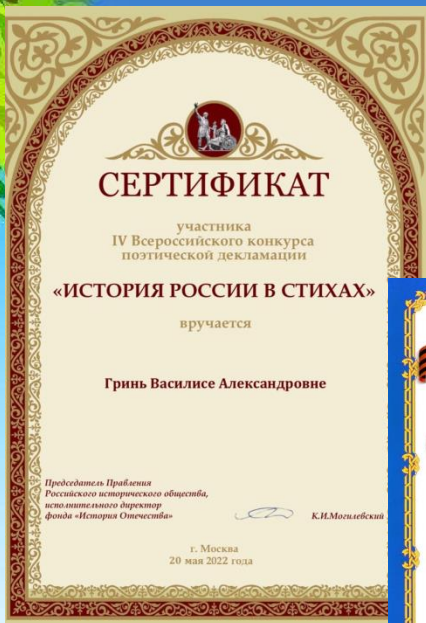 СЕРТИФИКАТ
участника
IV Всероссийского конкурса
поэтической декламации
«ИСТОРИЯ РОССИИ В СТИХАХ»
вручается
Гринь Василисе Александровне
Председатель Правления
Российского исторического общества,
исполнительного директор
фонда «История Отечества»
К.И.Могилевский
г. Москва
20 мая 2022 года